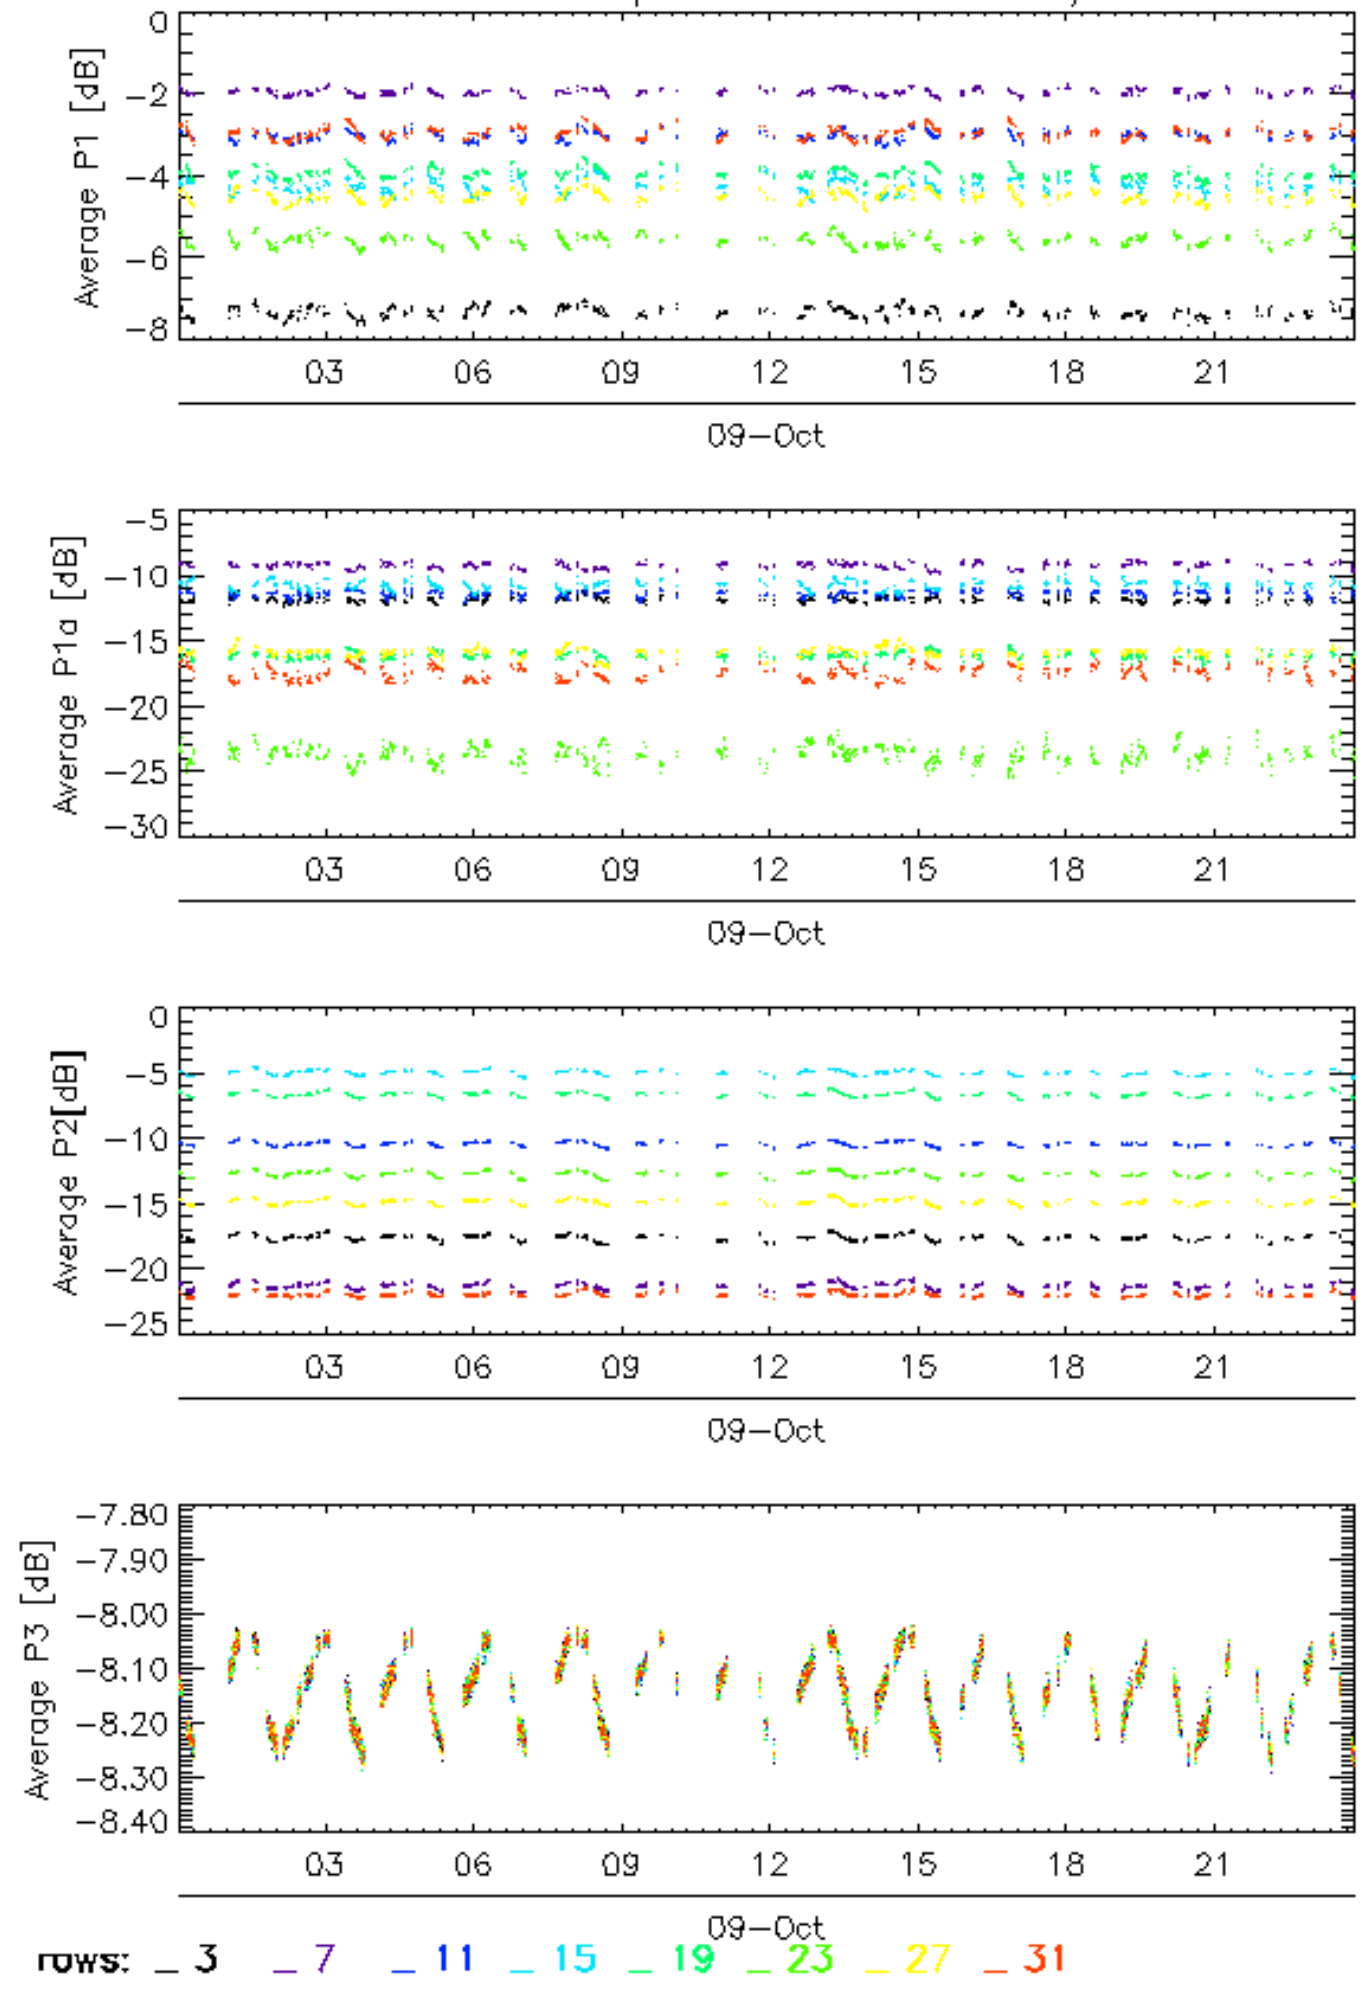 Average P1 [dB]
0
−2
−4
−6
−8
03 06 09 12 15 18 21
09−Oct
Average P1a [dB]
−5
−10
−15
−20
−25
−30
03 06 09 12 15 18 21
09−Oct
Average P2[dB]
0
−5
−10
−15
−20
−25
03 06 09 12 15 18 21
09−Oct
Average P3 [dB]
−7.80
−7.90
−8.00
−8.10
−8.20
−8.30
−8.40
03 06 09 12 15 18 21
09−Oct
rows: _ 3 _ 7 _ 11 _ 15 _ 19 _ 23 _ 27 _ 31